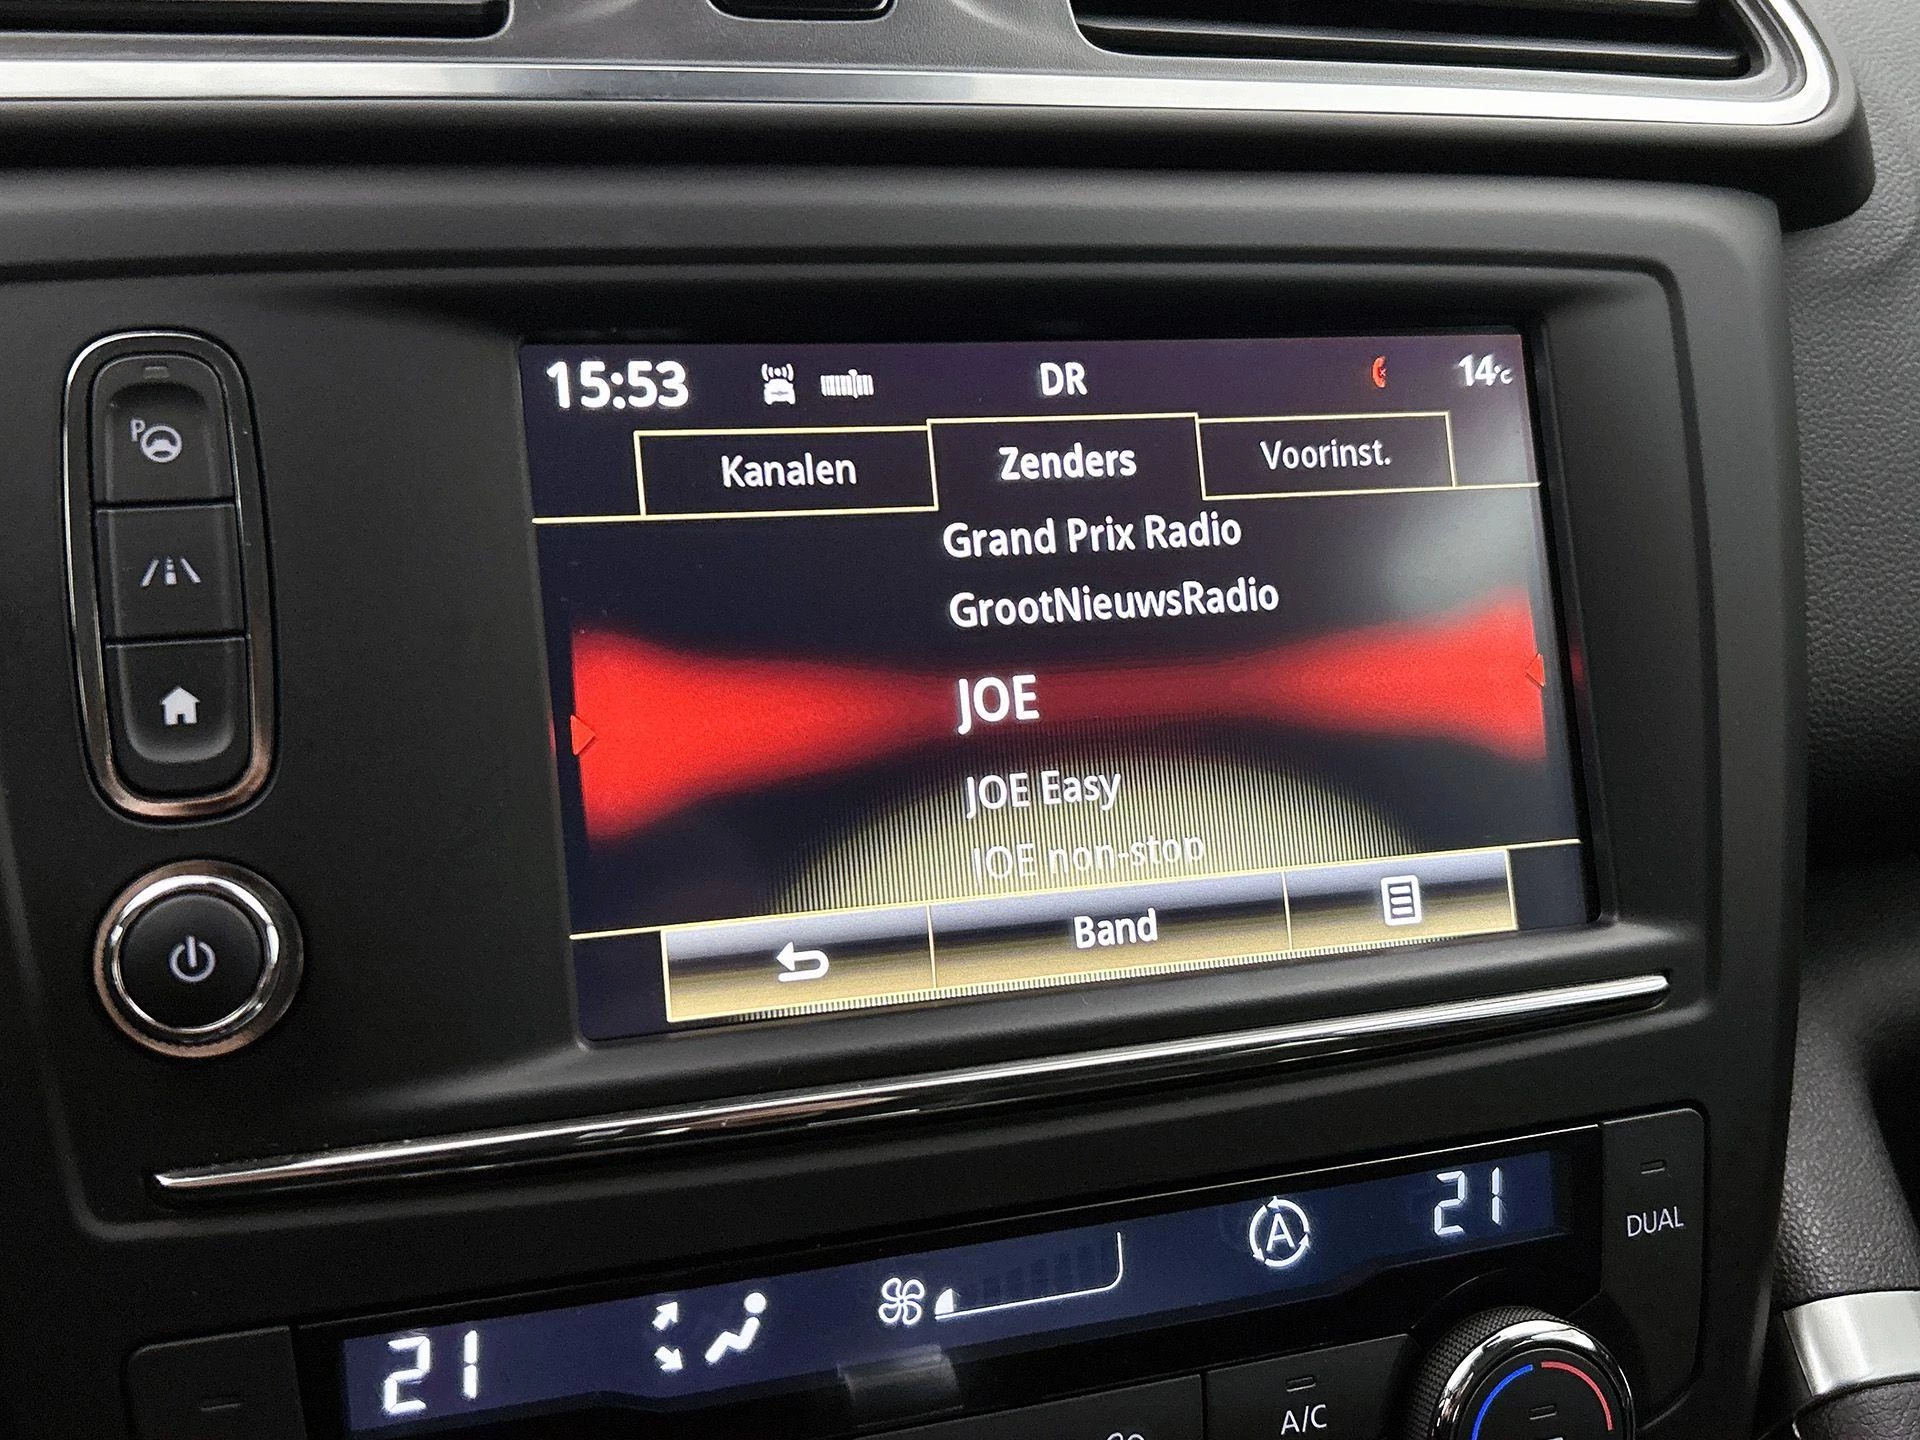 15:53 DR 14°C
Kanalen Zenders Voorinst.
Grand Prix Radio
GrootNieuwsRadio
JOE
JOE Easy
JOE non-stop
Band
P
21 A 21
DUAL
A/C